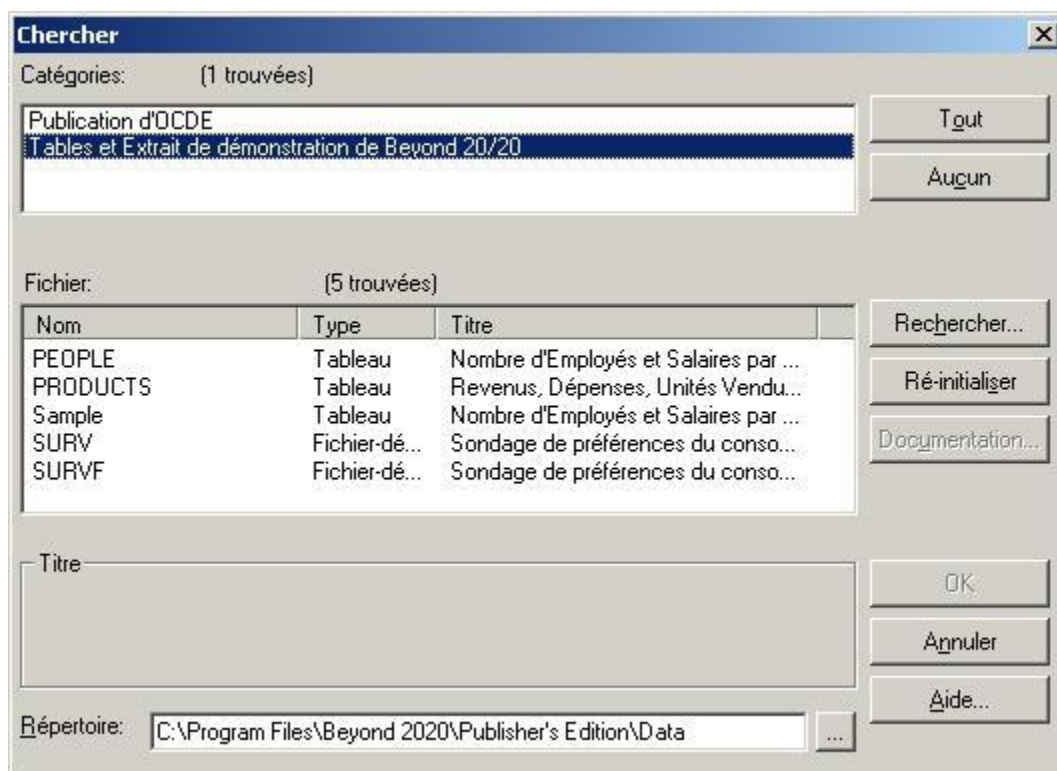 Chercher
Catégories: (1 trouvées)
Publication d'OCDE
Tables et Extrait de démonstration de Beyond 20/20
Tout
Aucun
Fichier: (5 trouvées)
Nom Type Titre
PEOPLE Tableau Nombre d'Employés et Salaires par ...
PRODUCTS Tableau Revenus, Dépenses, Unités Vendu...
Sample Tableau Nombre d'Employés et Salaires par ...
SURV Fichier-dé... Sondage de préférences du conso...
SURVF Fichier-dé... Sondage de préférences du conso...
Rechercher...
Ré-initialiser
Documentation...
Titre
OK
Annuler
Aide...
Répertoire: C:\Program Files\Beyond 2020\Publisher's Edition\Data ...